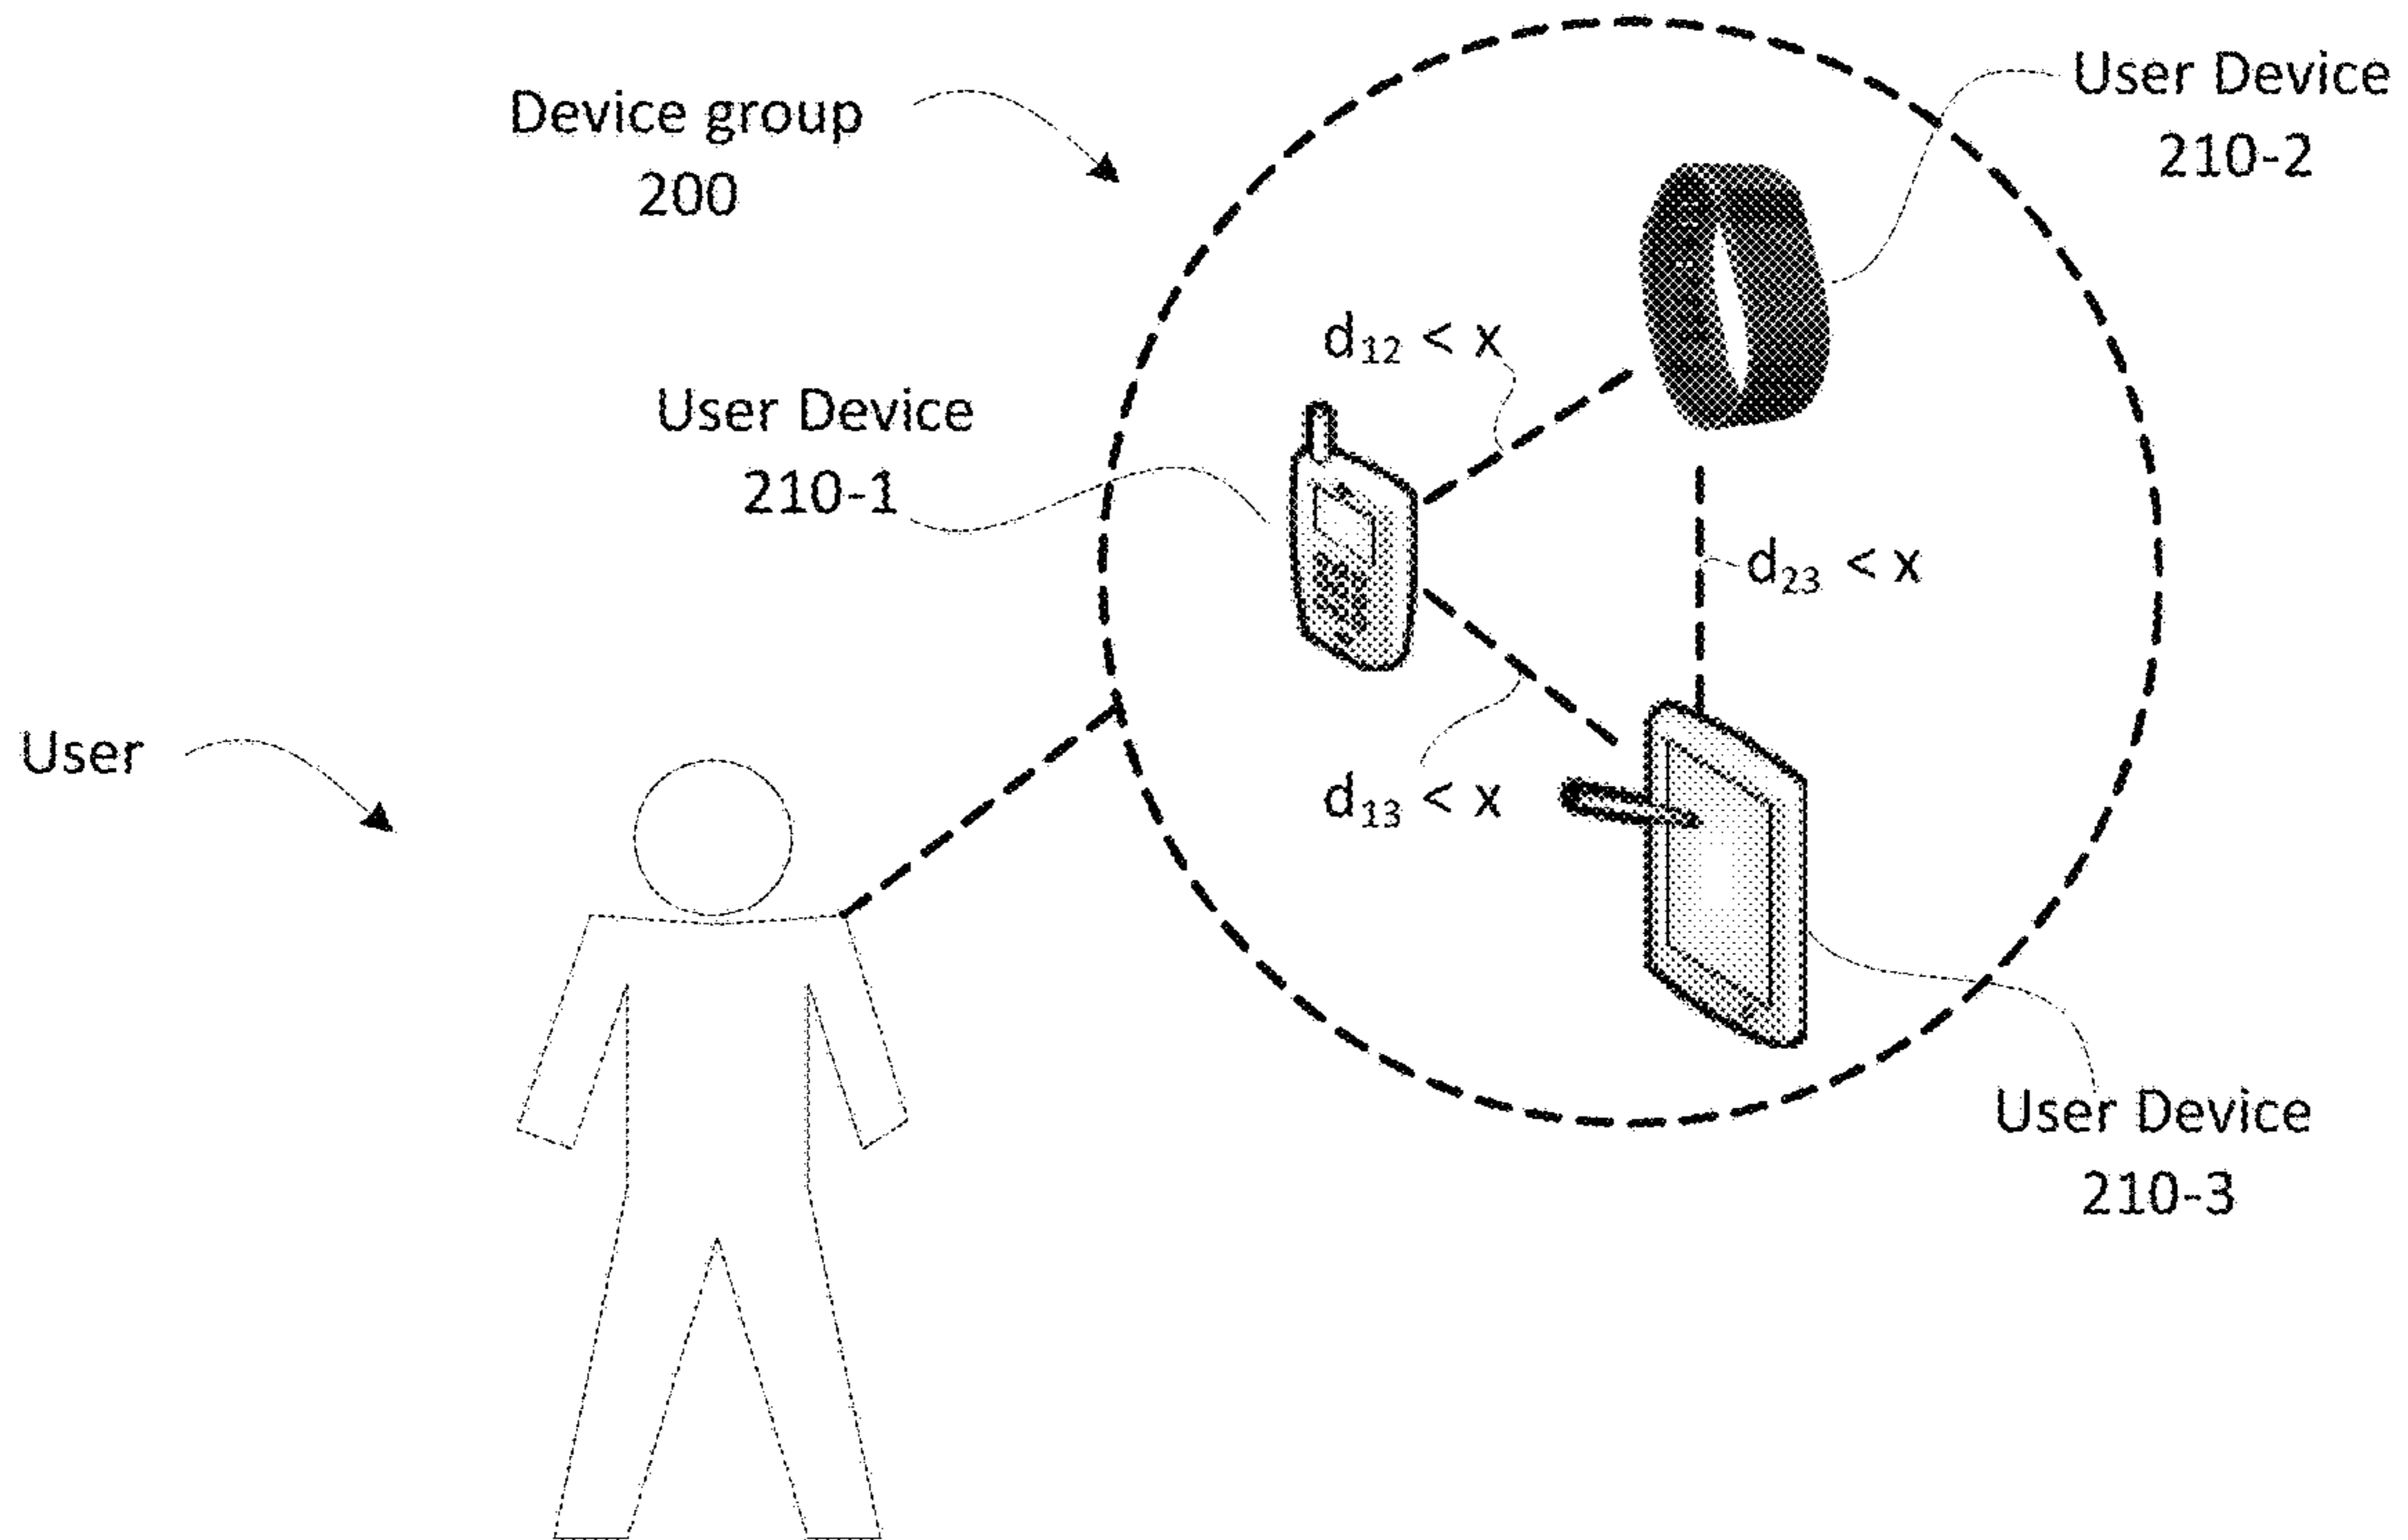 Device group
200
User Device
210-2
d₁₂ < x
User Device
210-1
d₂₃ < x
User
d₁₃ < x
User Device
210-3